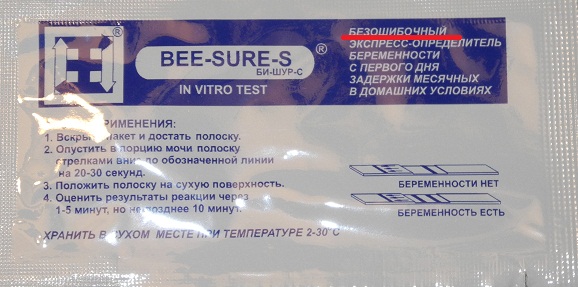 BEE-SURE-S ®
БИ-ШУР-С
IN VITRO TEST
®
БЕЗОШИБОЧНЫЙ
ЭКСПРЕСС-ОПРЕДЕЛИТЕЛЬ
БЕРЕМЕННОСТИ
С ПЕРВОГО ДНЯ
ЗАДЕРЖКИ МЕСЯЧНЫХ
В ДОМАШНИХ УСЛОВИЯХ
ПРИМЕНЕНИЯ:
1. Вскрыть пакет и достать полоску.
2. Опустить в порцию мочи полоску
стрелками вниз до обозначенной линии
на 20-30 секунд.
3. Положить полоску на сухую поверхность.
4. Оценить результаты реакции через
1-5 минут, но не позднее 10 минут.
БЕРЕМЕННОСТИ НЕТ
БЕРЕМЕННОСТЬ ЕСТЬ
ХРАНИТЬ В СУХОМ МЕСТЕ ПРИ ТЕМПЕРАТУРЕ 2-30°С